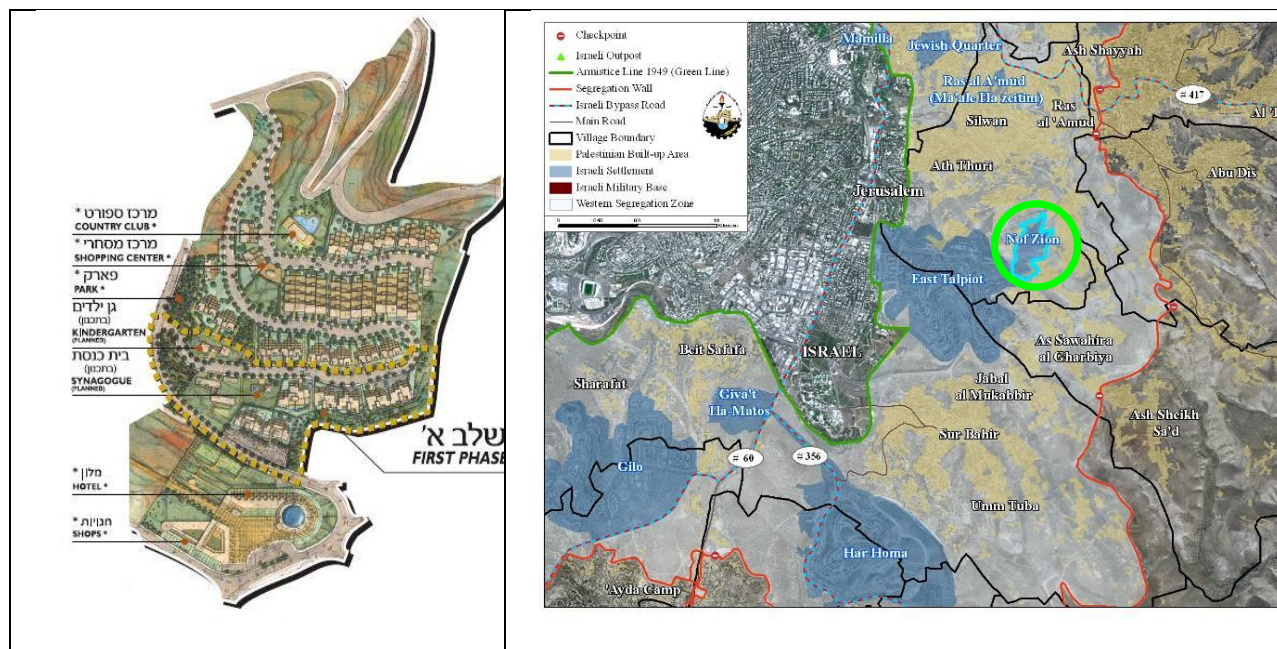 מרכז ספורט *
COUNTRY CLUB *
מרכז מסחרי *
SHOPPING CENTER *
פארק *
PARK *
גן ילדים
(בתכנון)
KINDERGARTEN
(PLANNED)
בית כנסת
(בתכנון)
SYNAGOGUE
(PLANNED)
שלב א'
FIRST PHASE
מלון *
HOTEL *
חנויות *
SHOPS *
Checkpoint
Israeli Outpost
Armistice Line 1949 (Green Line)
Segregation Wall
Israeli Bypass Road
Main Road
Village Boundary
Palestinian Built-up Area
Israeli Settlement
Israeli Military Base
Western Segregation Zone
Mamilla
Jewish Quarter
Ash Shayyah
Ras al A'mud
(Ma'ale Ha zeitim)
# 417
Silwan
Ras
al 'Amud
Ath Thuri
Abu Dis
Jerusalem
Nof Zion
East Talpiot
As Sawahira
al Gharbiya
Beit Safafa
ISRAEL
Sharafat
Giva't
Ha-Matos
Jabal
al Mukabbir
Ash Sheikh
Sa'd
Sur Bahir
# 60
# 356
Gilo
Umm Tuba
Har Homa
'Ayda Camp